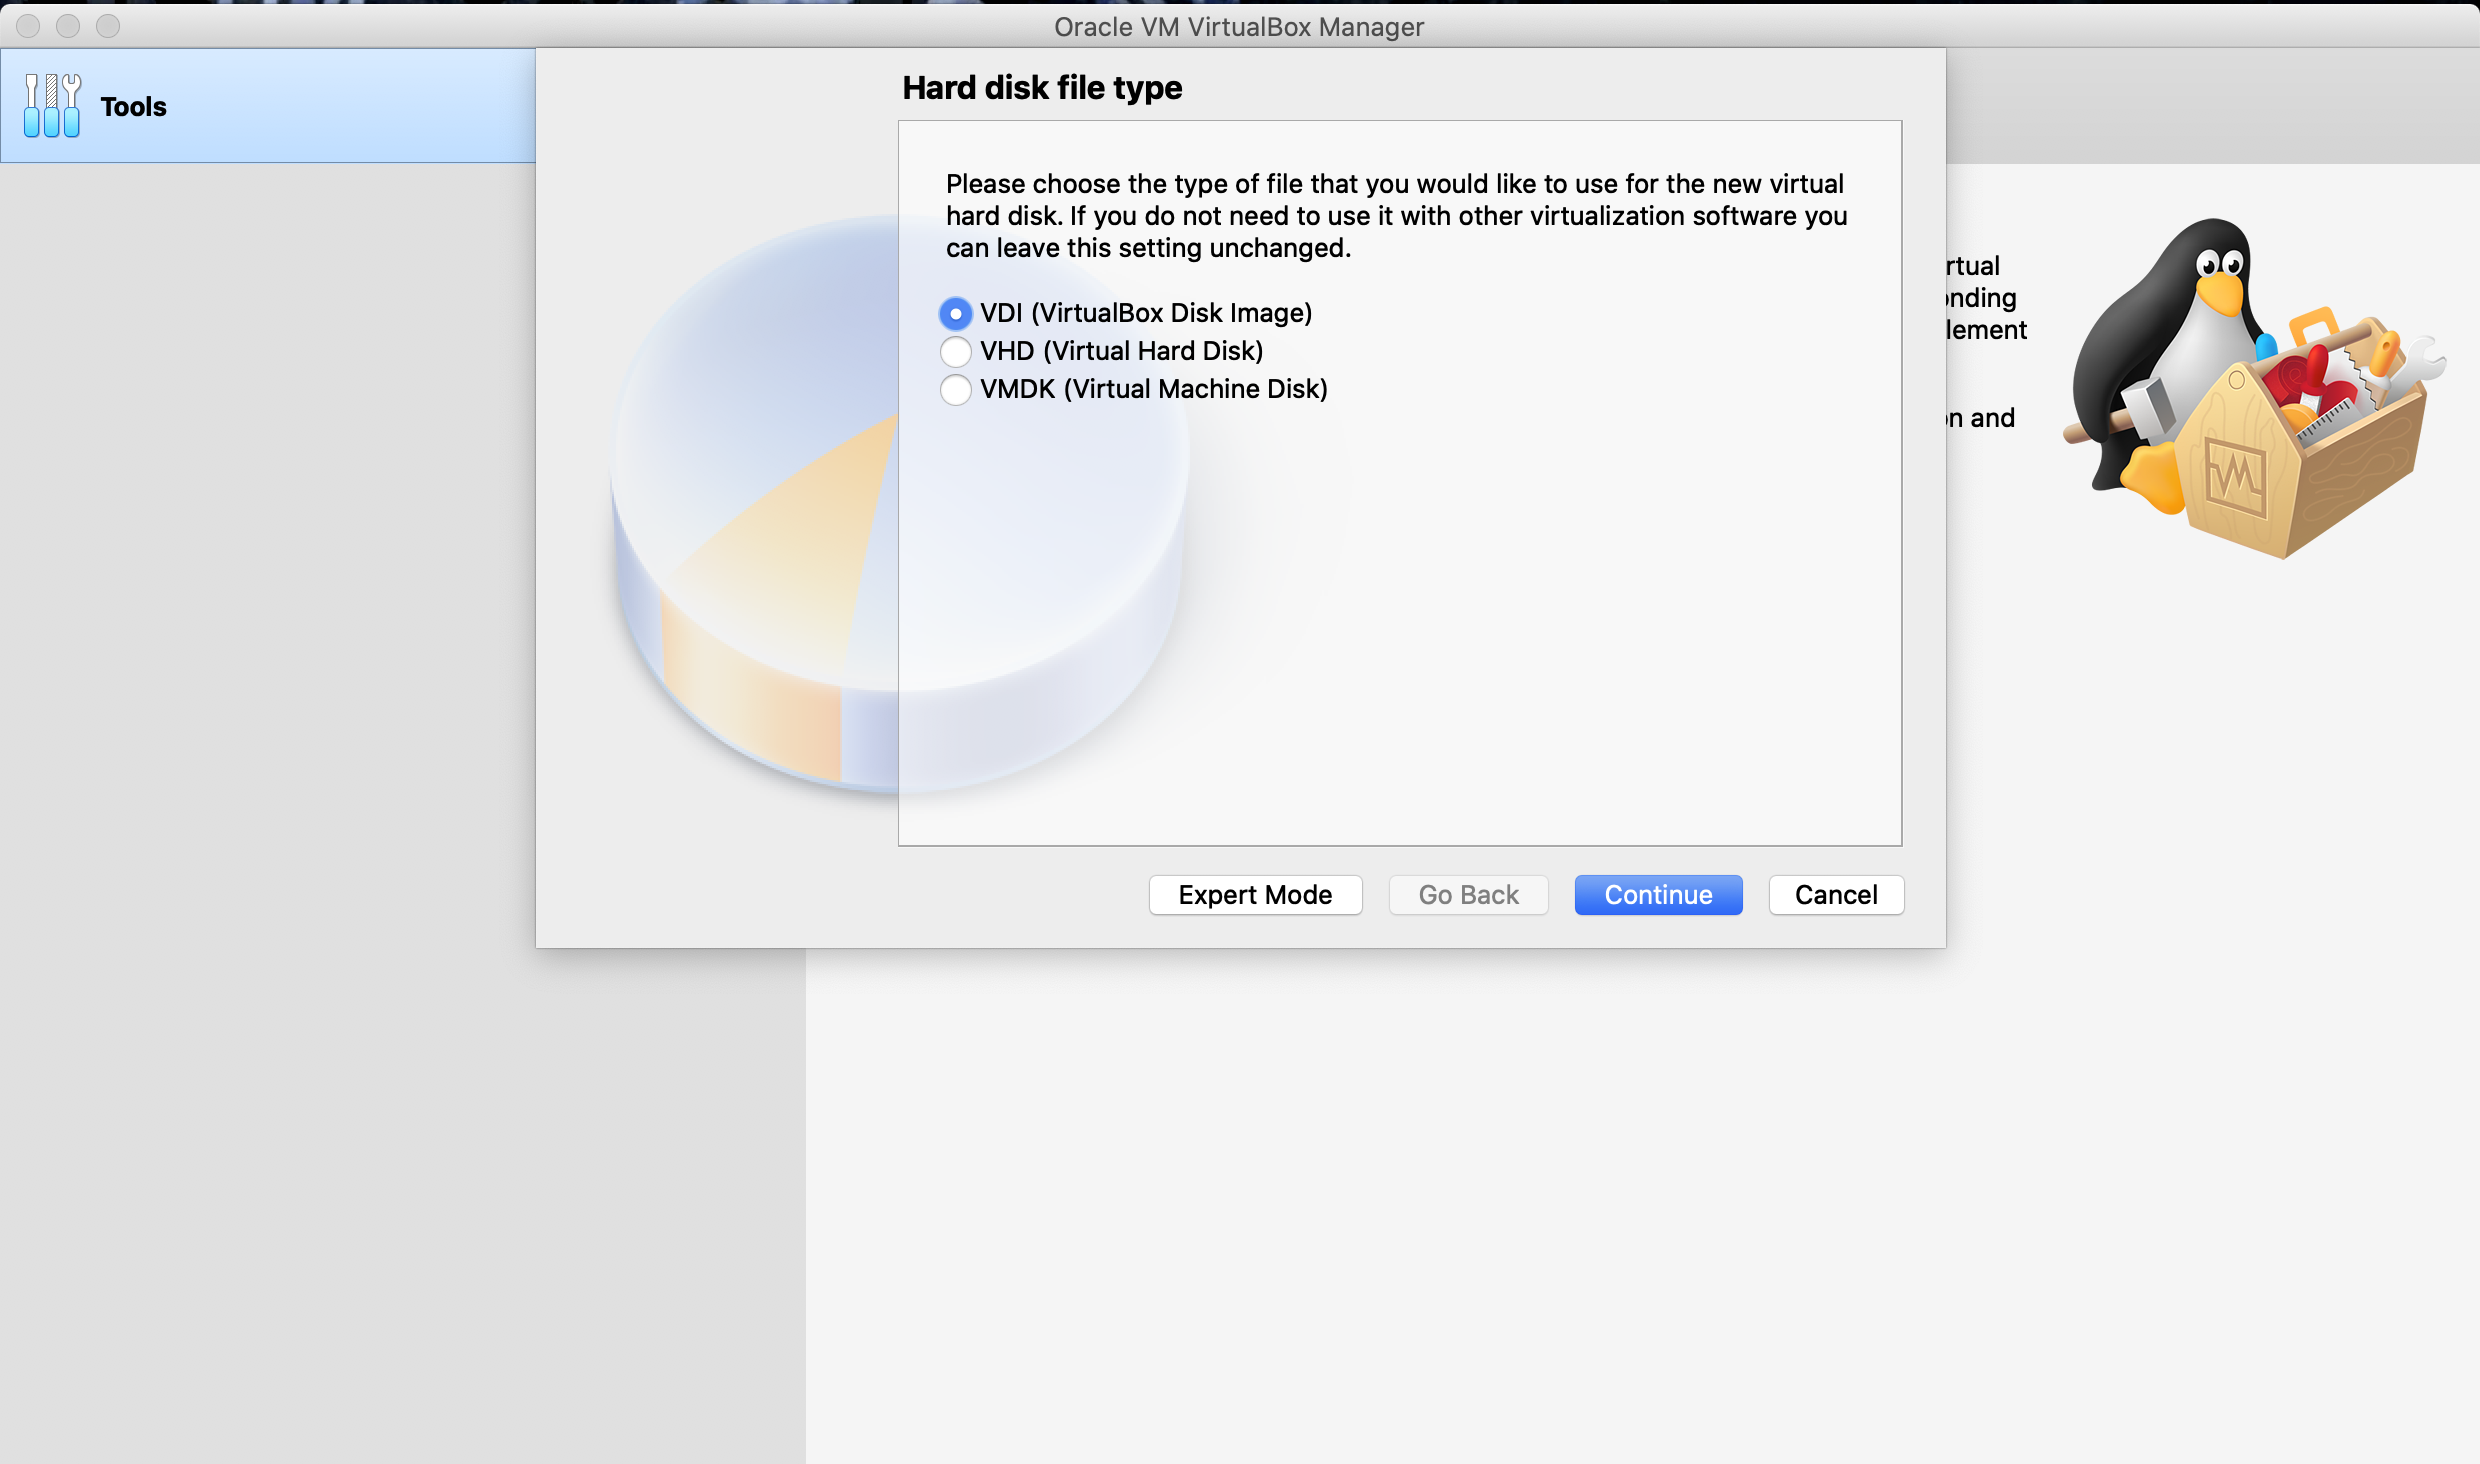 Oracle VM VirtualBox Manager
Tools
Hard disk file type
Please choose the type of file that you would like to use for the new virtual
hard disk. If you do not need to use it with other virtualization software you
can leave this setting unchanged.
VDI (VirtualBox Disk Image)
VHD (Virtual Hard Disk)
VMDK (Virtual Machine Disk)
rtual
onding
lement
n and
Expert Mode
Go Back
Continue
Cancel